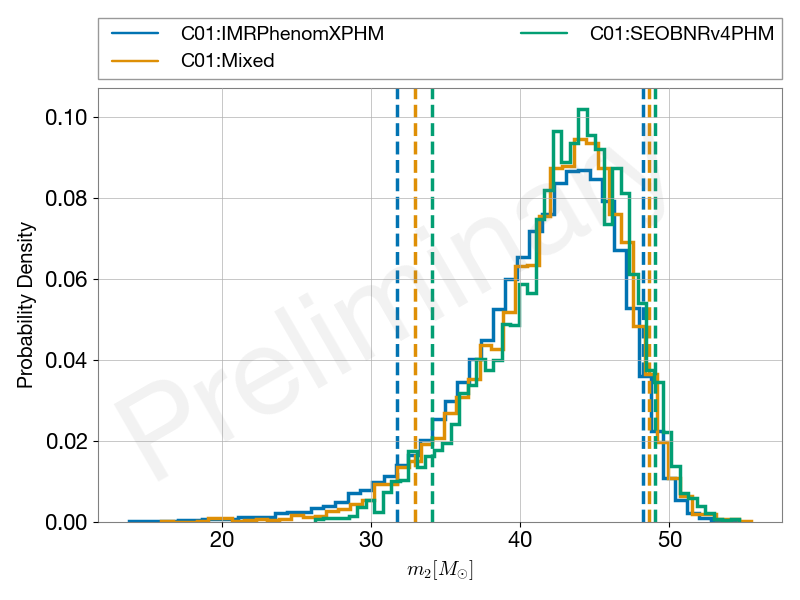 C01:IMRPhenomXPHM
C01:Mixed
C01:SEOBNRv4PHM
0.10
0.08
0.06
0.04
0.02
0.00
Probability Density
Preliminary
20 30 40 50
m₂[M☉]